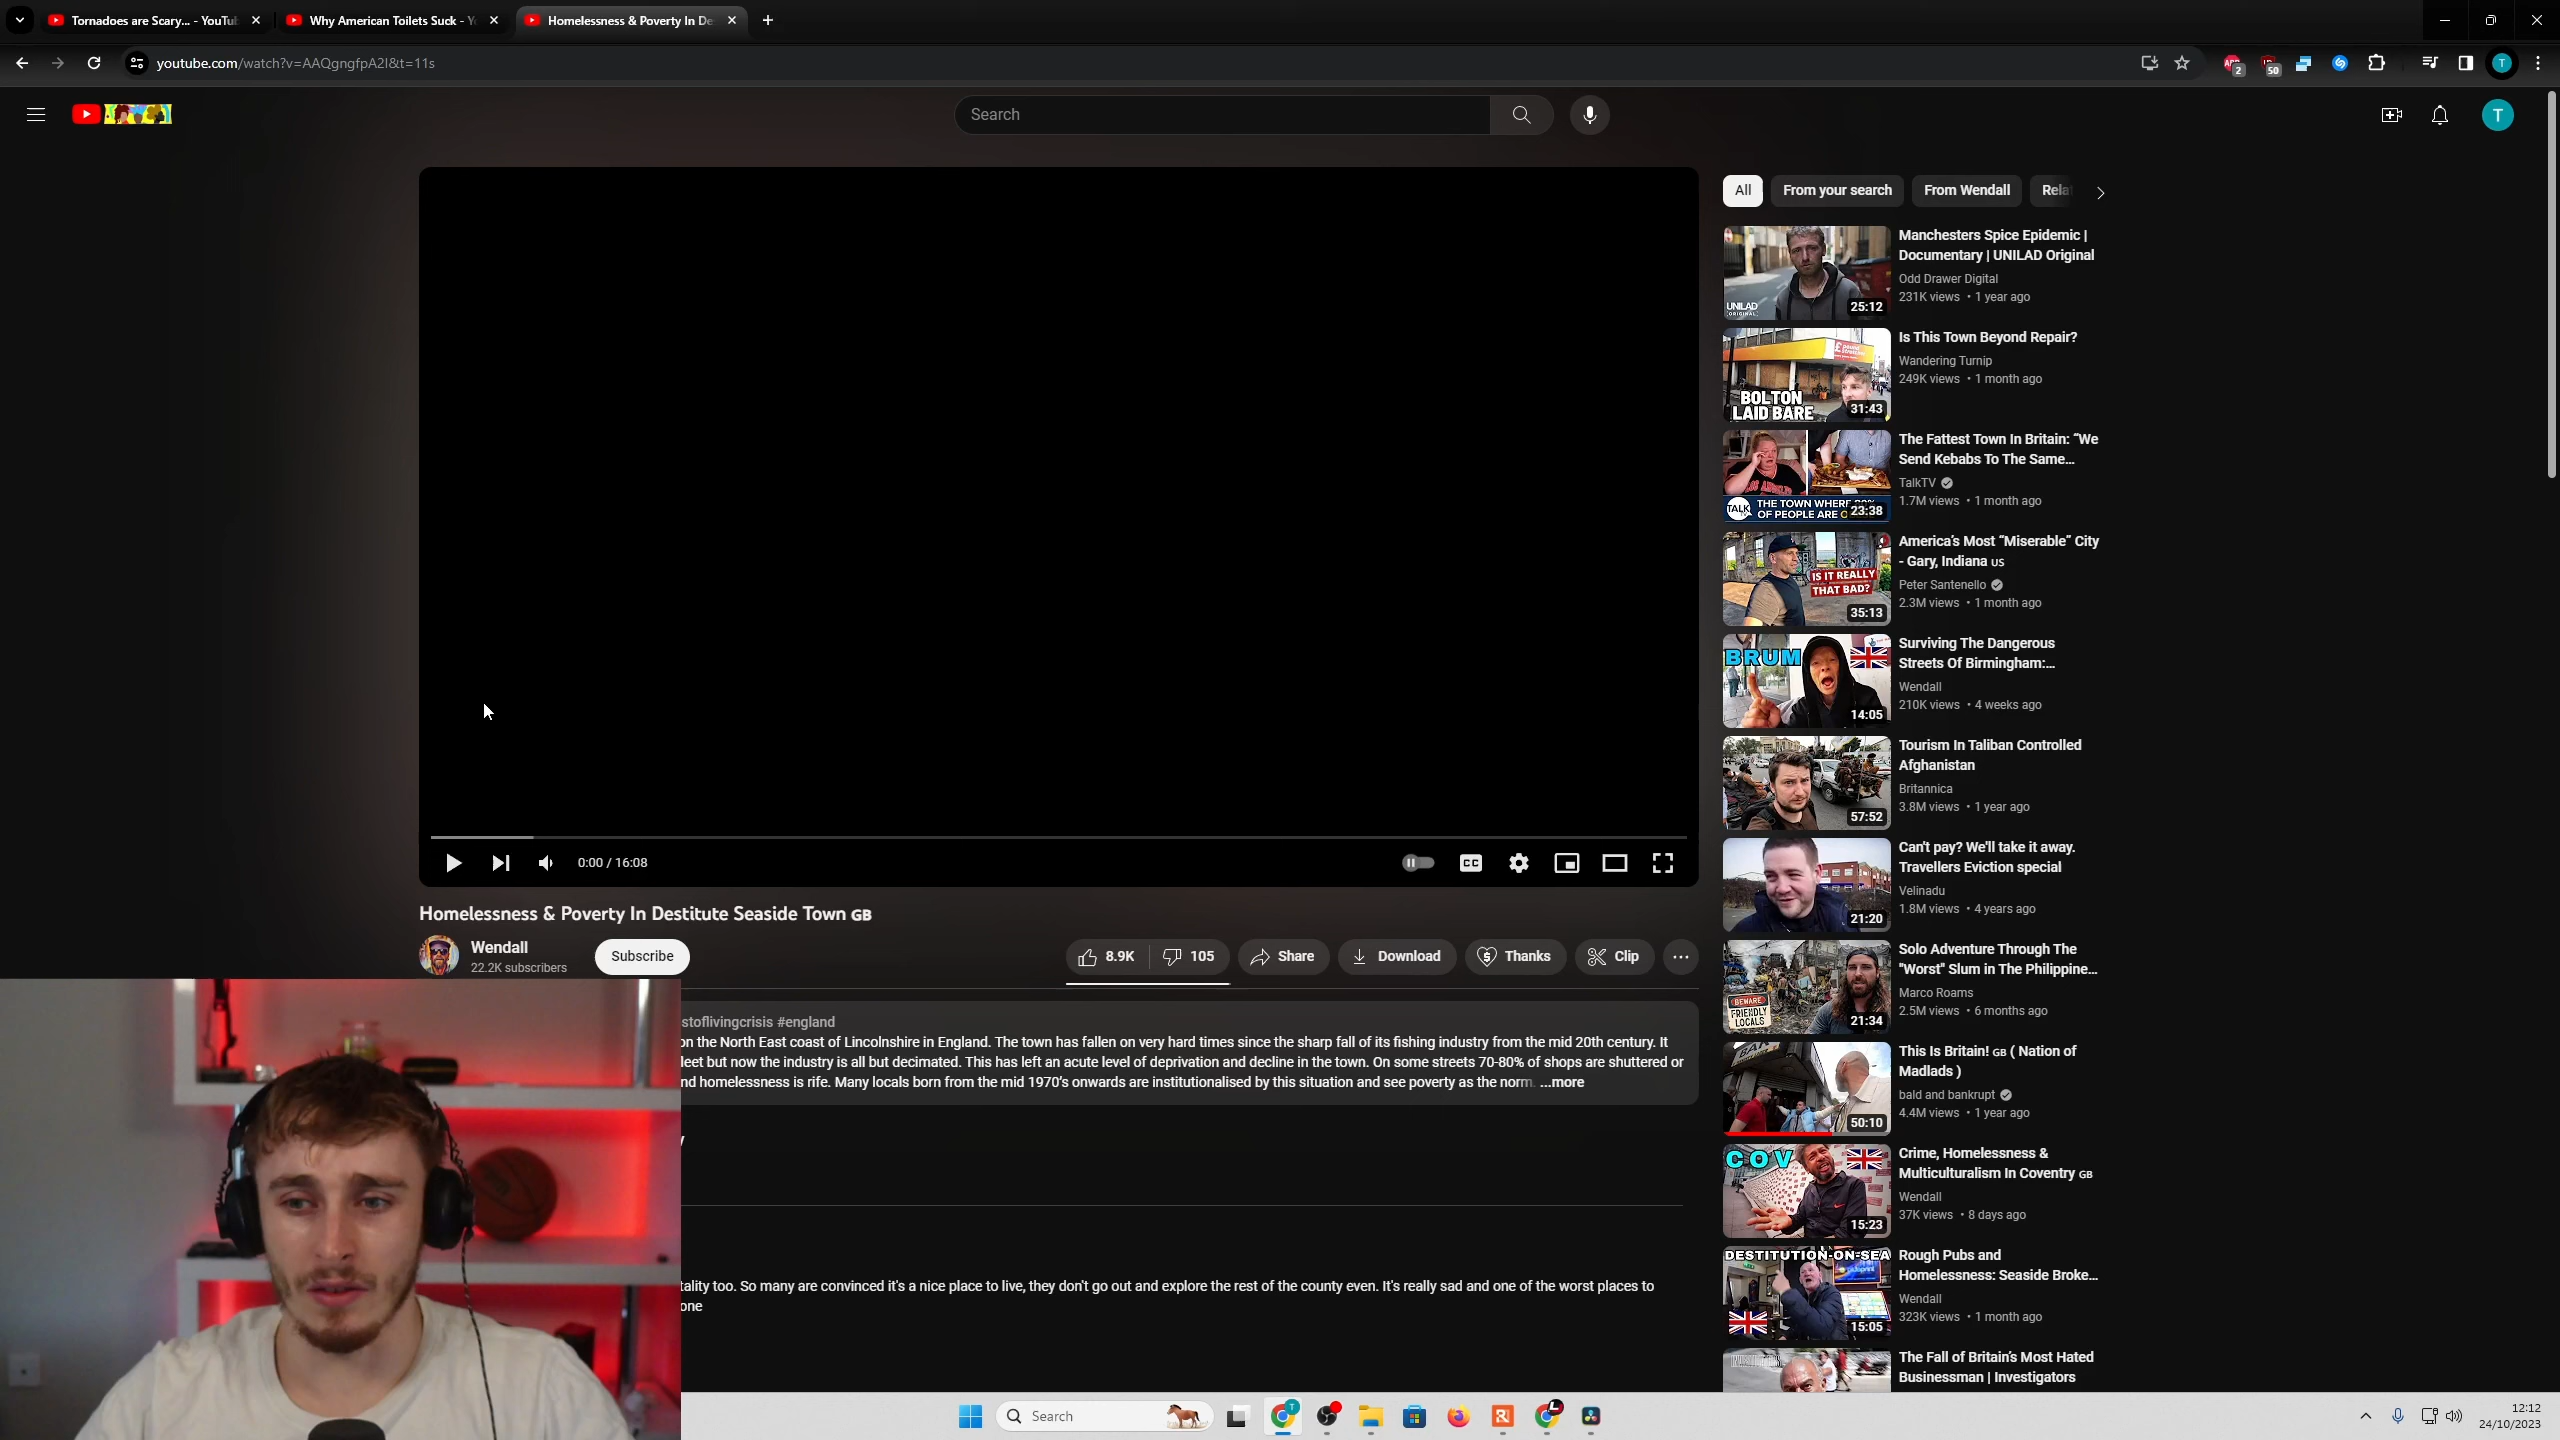 Tornadoes are Scary... - YouTu
Why American Toilets Suck - Y
Homelessness & Poverty In De
youtube.com/watch?v=AAQgngfpA2I&t=11s
2
50
T
Search
T
All
From your search
From Wendall
Rela
Manchesters Spice Epidemic |
Documentary | UNILAD Original
Odd Drawer Digital
231K views • 1 year ago
UNILAD
ORIGINAL
25:12
Is This Town Beyond Repair?
Wandering Turnip
249K views • 1 month ago
BOLTON
LAID BARE
31:43
The Fattest Town In Britain: “We
Send Kebabs To The Same...
TalkTV
1.7M views • 1 month ago
TALK
THE TOWN WHERE
OF PEOPLE ARE O
23:38
America’s Most “Miserable” City
- Gary, Indiana US
Peter Santenello
2.3M views • 1 month ago
IS IT REALLY
THAT BAD?
35:13
Surviving The Dangerous
Streets Of Birmingham:...
Wendall
210K views • 4 weeks ago
BRUM
14:05
Tourism In Taliban Controlled
Afghanistan
Britannica
3.8M views • 1 year ago
57:52
Can't pay? We'll take it away.
Travellers Eviction special
Velinadu
1.8M views • 4 years ago
21:20
Solo Adventure Through The
"Worst" Slum in The Philippine...
Marco Roams
2.5M views • 6 months ago
BEWARE
FRIENDLY
LOCALS
21:34
This Is Britain! GB ( Nation of
Madlads )
bald and bankrupt
4.4M views • 1 year ago
BAR
50:10
Crime, Homelessness &
Multiculturalism In Coventry GB
Wendall
37K views • 8 days ago
COV
15:23
Rough Pubs and
Homelessness: Seaside Broke...
Wendall
323K views • 1 month ago
DESTITUTION-ON-SEA
15:05
The Fall of Britain’s Most Hated
Businessman | Investigators
0:00 / 16:08
CC
Homelessness & Poverty In Destitute Seaside Town GB
Wendall
22.2K subscribers
Subscribe
8.9K
105
Share
Download
Thanks
Clip
stoflivingcrisis #england
on the North East coast of Lincolnshire in England. The town has fallen on very hard times since the sharp fall of its fishing industry from the mid 20th century. It
leet but now the industry is all but decimated. This has left an acute level of deprivation and decline in the town. On some streets 70-80% of shops are shuttered or
nd homelessness is rife. Many locals born from the mid 1970’s onwards are institutionalised by this situation and see poverty as the norm. ...more
tality too. So many are convinced it's a nice place to live, they don't go out and explore the rest of the county even. It's really sad and one of the worst places to
one
Search
12:12
24/10/2023